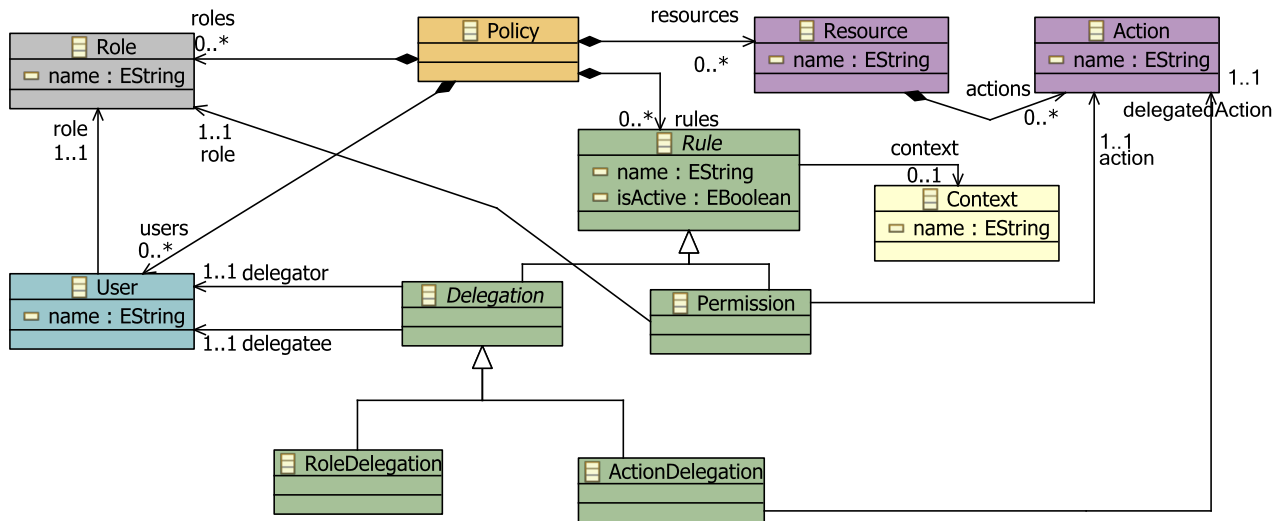 roles
0..*
Role
name : EString
Policy
resources
0..*
Resource
name : EString
Action
name : EString
actions
0..*
1..1
delegatedAction
role
1..1
1..1
role
0..*
rules
Rule
name : EString
isActive : EBoolean
context
0..1
1..1
action
Context
name : EString
users
0..*
User
name : EString
1..1 delegator
1..1 delegatee
Delegation
Permission
RoleDelegation
ActionDelegation